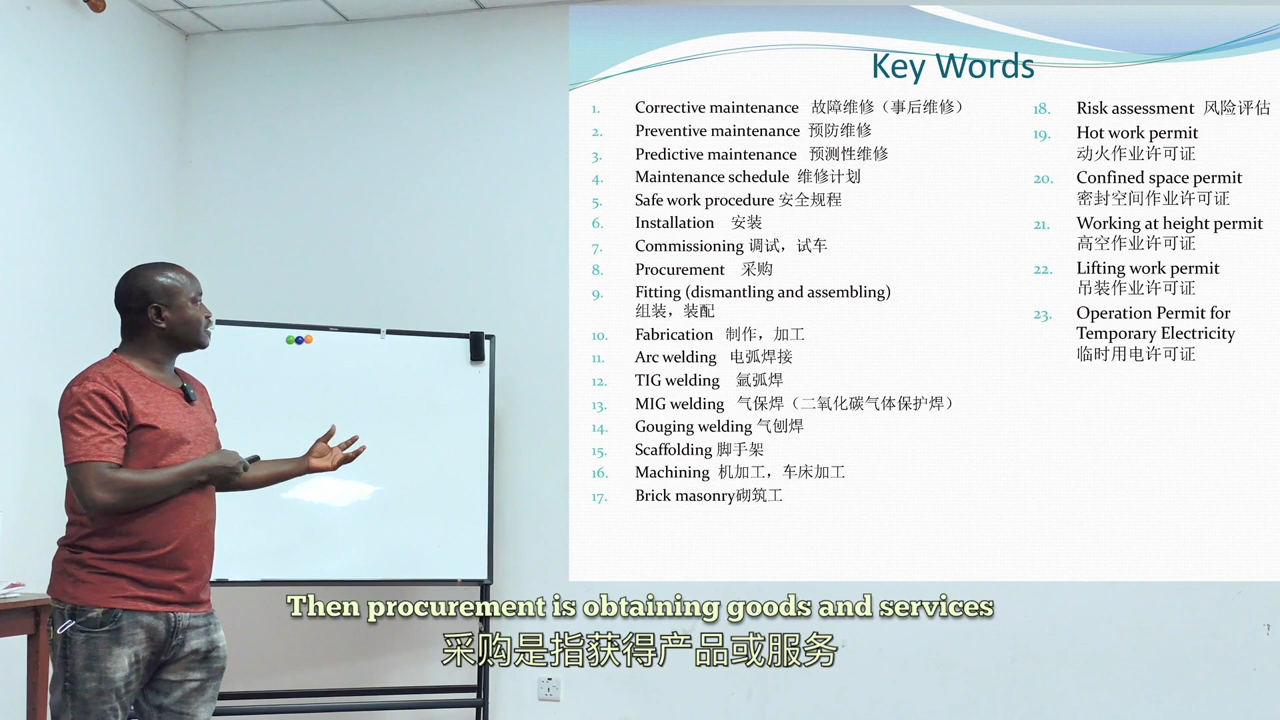 Key Words
1. Corrective maintenance 故障维修（事后维修）
2. Preventive maintenance 预防维修
3. Predictive maintenance 预测性维修
4. Maintenance schedule 维修计划
5. Safe work procedure 安全规程
6. Installation 安装
7. Commissioning 调试，试车
8. Procurement 采购
9. Fitting (dismantling and assembling)
组装，装配
10. Fabrication 制作，加工
11. Arc welding 电弧焊接
12. TIG welding 氩弧焊
13. MIG welding 气保焊（二氧化碳气体保护焊）
14. Gouging welding 气刨焊
15. Scaffolding 脚手架
16. Machining 机加工，车床加工
17. Brick masonry砌筑工
18. Risk assessment 风险评估
19. Hot work permit
动火作业许可证
20. Confined space permit
密封空间作业许可证
21. Working at height permit
高空作业许可证
22. Lifting work permit
吊装作业许可证
23. Operation Permit for
Temporary Electricity
临时用电许可证
Then procurement is obtaining goods and services
采购是指获得产品或服务